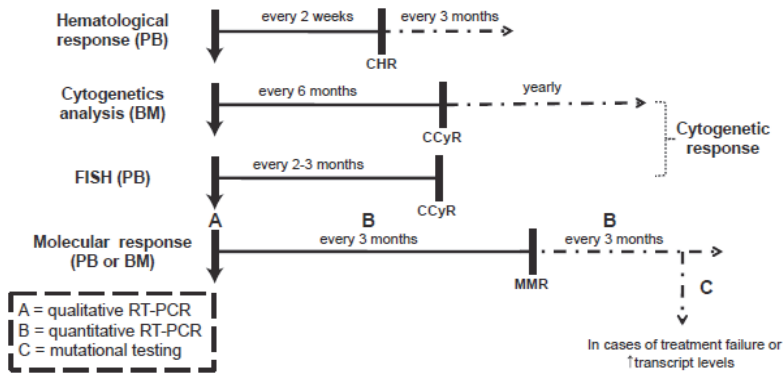 Hematological
response (PB)
every 2 weeks
every 3 months
CHR
Cytogenetics
analysis (BM)
every 6 months
yearly
CCyR
Cytogenetic
response
FISH (PB)
every 2-3 months
CCyR
A
B
B
Molecular response
(PB or BM)
every 3 months
every 3 months
MMR
C
A = qualitative RT-PCR
B = quantitative RT-PCR
C = mutational testing
In cases of treatment failure or
↑transcript levels